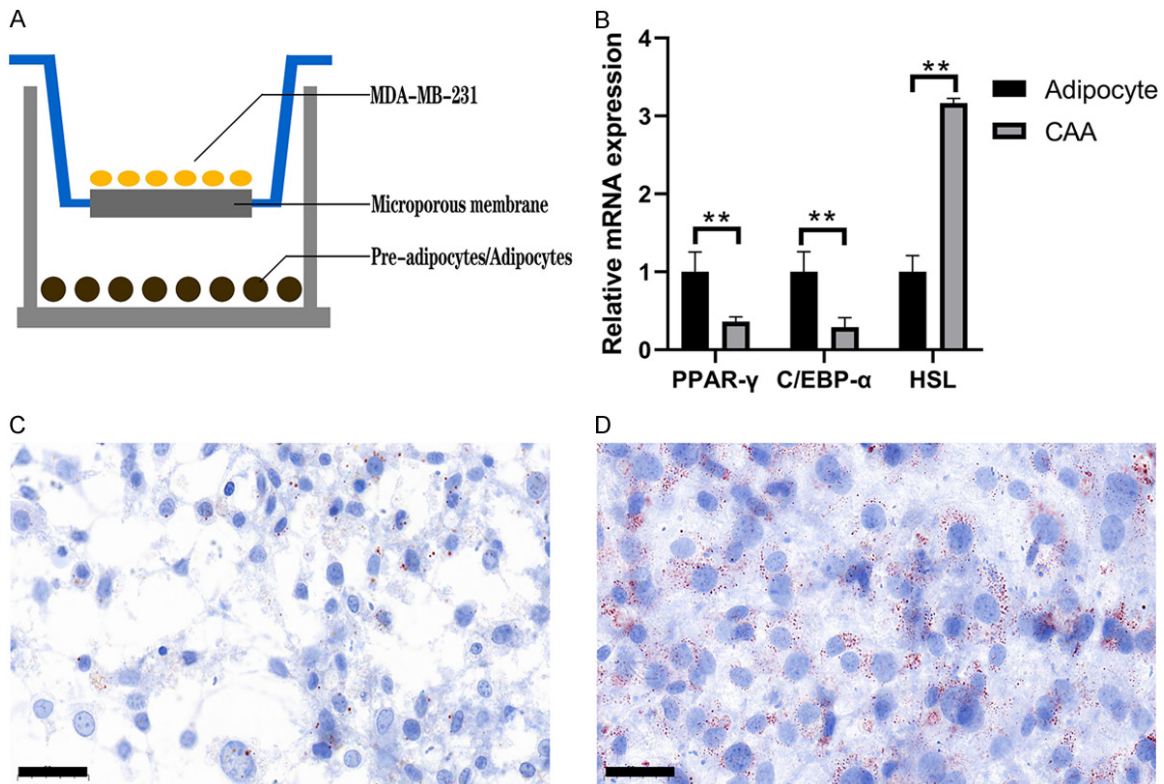 A
MDA-MB-231
Microporous membrane
Pre-adipocytes/Adipocytes
B
Relative mRNA expression
4
3
2
1
0
**
**
**
PPAR-γ
C/EBP-α
HSL
Adipocyte
CAA
C
D